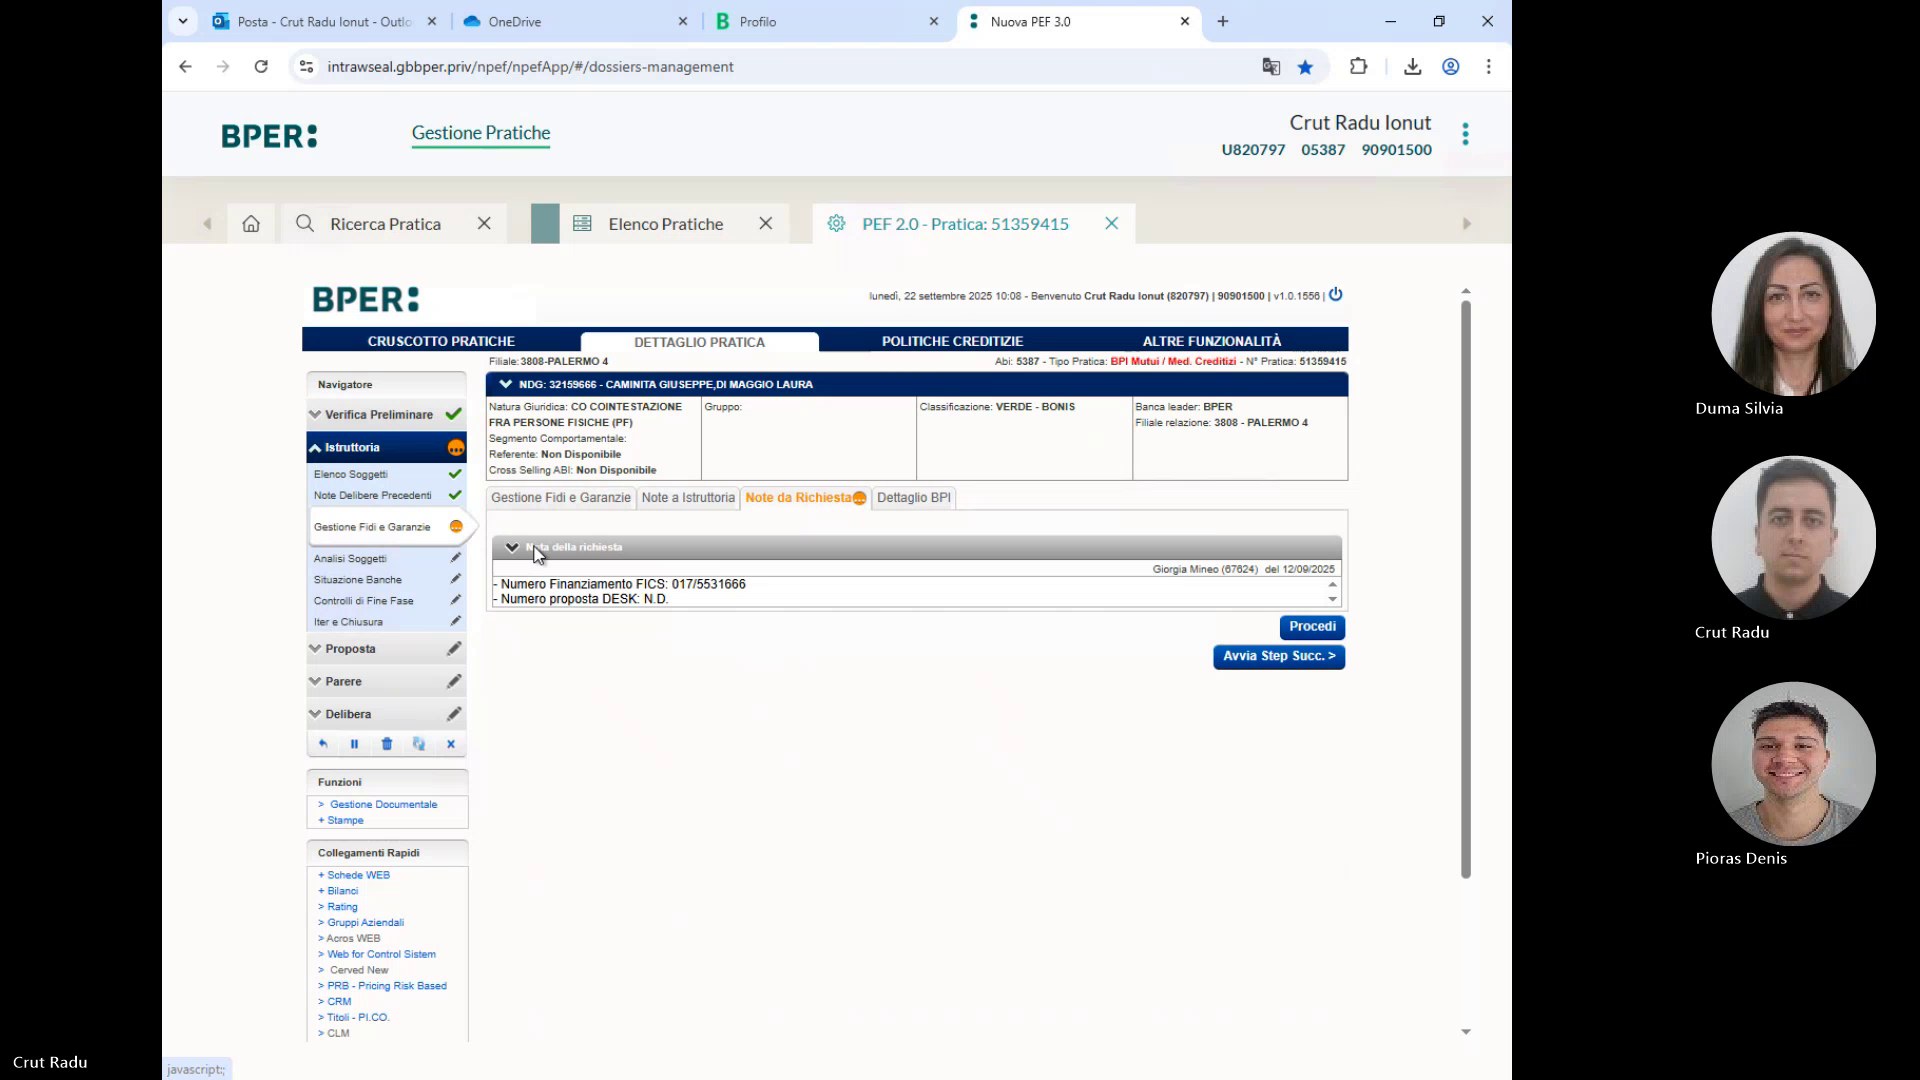 Posta - Crut Radu Ionut - Outlo
OneDrive
Profilo
Nuova PEF 3.0
intrawseal.gbbper.priv/npef/npefApp/#/dossiers-management
BPER:
Gestione Pratiche
Crut Radu Ionut
U820797 05387 90901500
Ricerca Pratica
Elenco Pratiche
PEF 2.0 - Pratica: 51359415
BPER:
lunedì, 22 settembre 2025 10:08 - Benvenuto Crut Radu Ionut (820797) | 90901500 | v1.0.1556 |
CRUSCOTTO PRATICHE
DETTAGLIO PRATICA
POLITICHE CREDITIZIE
ALTRE FUNZIONALITÀ
Filiale: 3808-PALERMO 4
Abi: 5387 - Tipo Pratica: BPI Mutui / Med. Creditizi - N° Pratica: 51359415
Navigatore
Verifica Preliminare
Istruttoria
Elenco Soggetti
Note Delibere Precedenti
Gestione Fidi e Garanzie
Analisi Soggetti
Situazione Banche
Controlli di Fine Fase
Iter e Chiusura
Proposta
Parere
Delibera
Funzioni
> Gestione Documentale
+ Stampe
Collegamenti Rapidi
+ Schede WEB
+ Bilanci
> Rating
> Gruppi Aziendali
> Acros WEB
> Web for Control Sistem
> Cerved New
> PRB - Pricing Risk Based
> CRM
> Titoli - PI.CO.
> CLM
NDG: 32159666 - CAMINITA GIUSEPPE,DI MAGGIO LAURA
Natura Giuridica: CO COINTESTAZIONE
FRA PERSONE FISICHE (PF)
Segmento Comportamentale:
Referente: Non Disponibile
Cross Selling ABI: Non Disponibile
Gruppo:
Classificazione: VERDE - BONIS
Banca leader: BPER
Filiale relazione: 3808 - PALERMO 4
Gestione Fidi e Garanzie
Note a Istruttoria
Note da Richiesta
Dettaglio BPI
Nota della richiesta
Giorgia Mineo (67624) del 12/09/2025
- Numero Finanziamento FICS: 017/5531666
- Numero proposta DESK: N.D.
Procedi
Avvia Step Succ. >
javascript:;
Duma Silvia
Crut Radu
Pioras Denis
Crut Radu